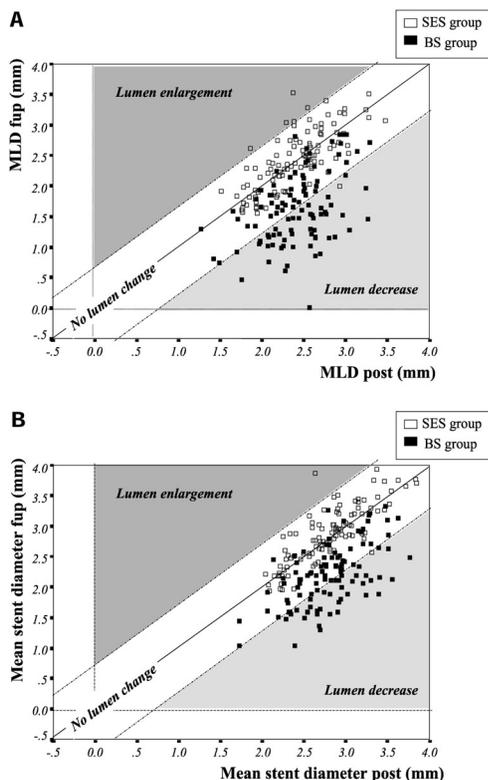 A
SES group
BS group
MLD fup (mm)
4.0
3.5
3.0
2.5
2.0
1.5
1.0
.5
0.0
-.5
Lumen enlargement
No lumen change
Lumen decrease
-.5 0.0 .5 1.0 1.5 2.0 2.5 3.0 3.5 4.0
MLD post (mm)
B
SES group
BS group
Mean stent diameter fup (mm)
4.0
3.5
3.0
2.5
2.0
1.5
1.0
.5
0.0
-.5
Lumen enlargement
No lumen change
Lumen decrease
-.5 0.0 .5 1.0 1.5 2.0 2.5 3.0 3.5 4.0
Mean stent diameter post (mm)